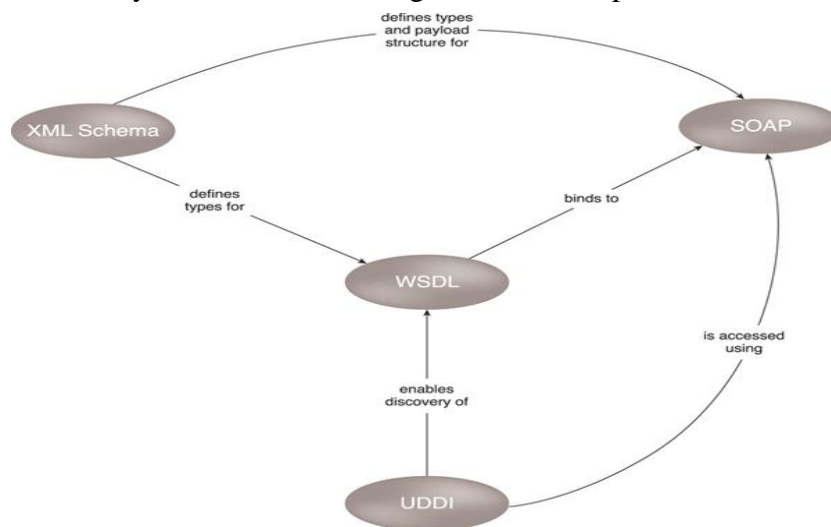 defines types
and payload
structure for
XML Schema
SOAP
defines
types for
binds to
WSDL
is accessed
using
enables
discovery of
UDDI